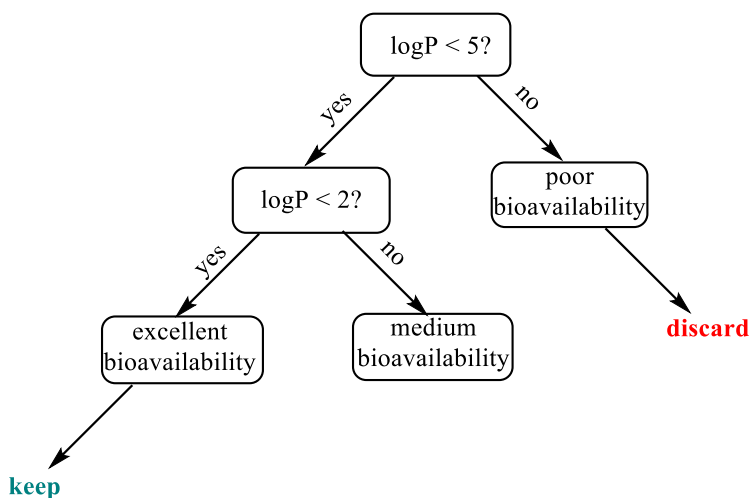 logP < 5?
yes
no
logP < 2?
poor
bioavailability
yes
no
excellent
bioavailability
medium
bioavailability
discard
keep